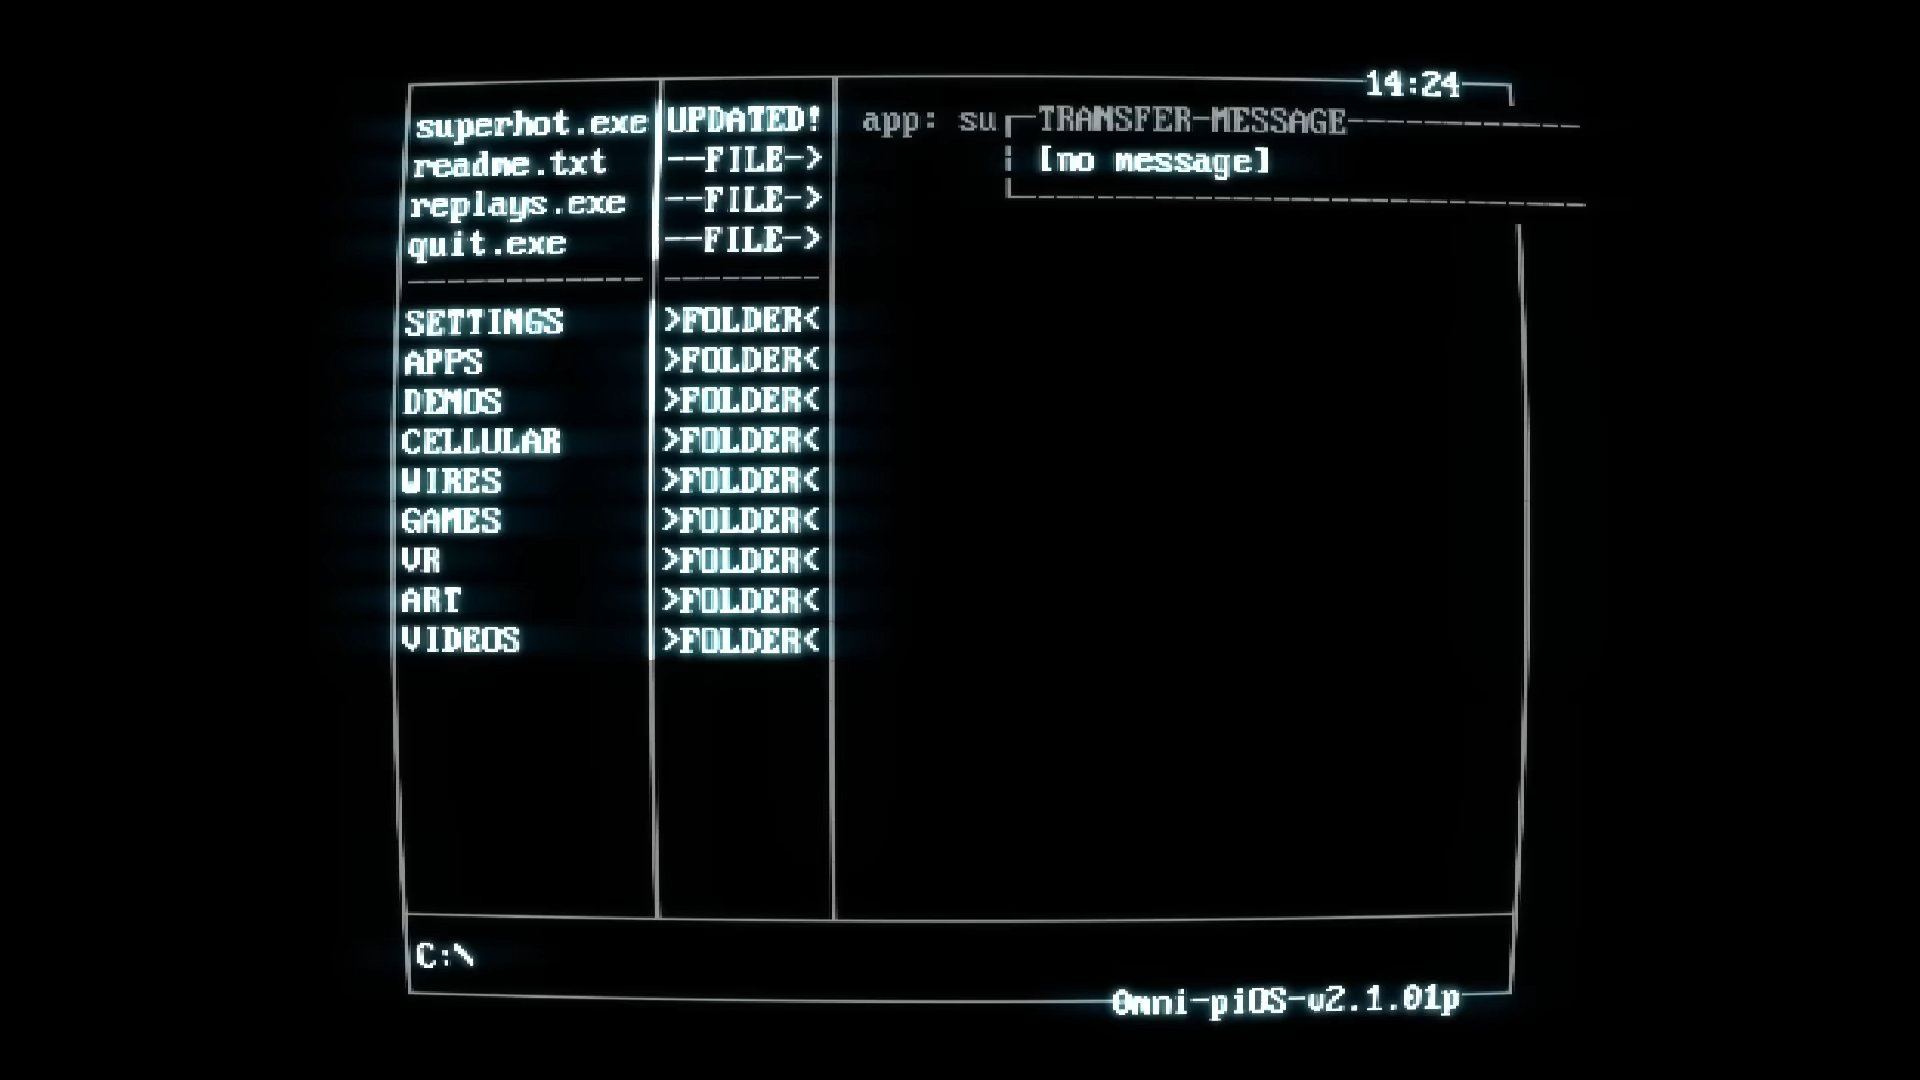 14:24
superhot.exe UPDATED! app: su TRANSFER-MESSAGE
readme.txt --FILE-> [no message]
replays.exe --FILE->
quit.exe --FILE->
SETTINGS >FOLDER<
APPS >FOLDER<
DEMOS >FOLDER<
CELLULAR >FOLDER<
WIRES >FOLDER<
GAMES >FOLDER<
VR >FOLDER<
ART >FOLDER<
VIDEOS >FOLDER<
C:\
Omni-piOS-v2.1.01p